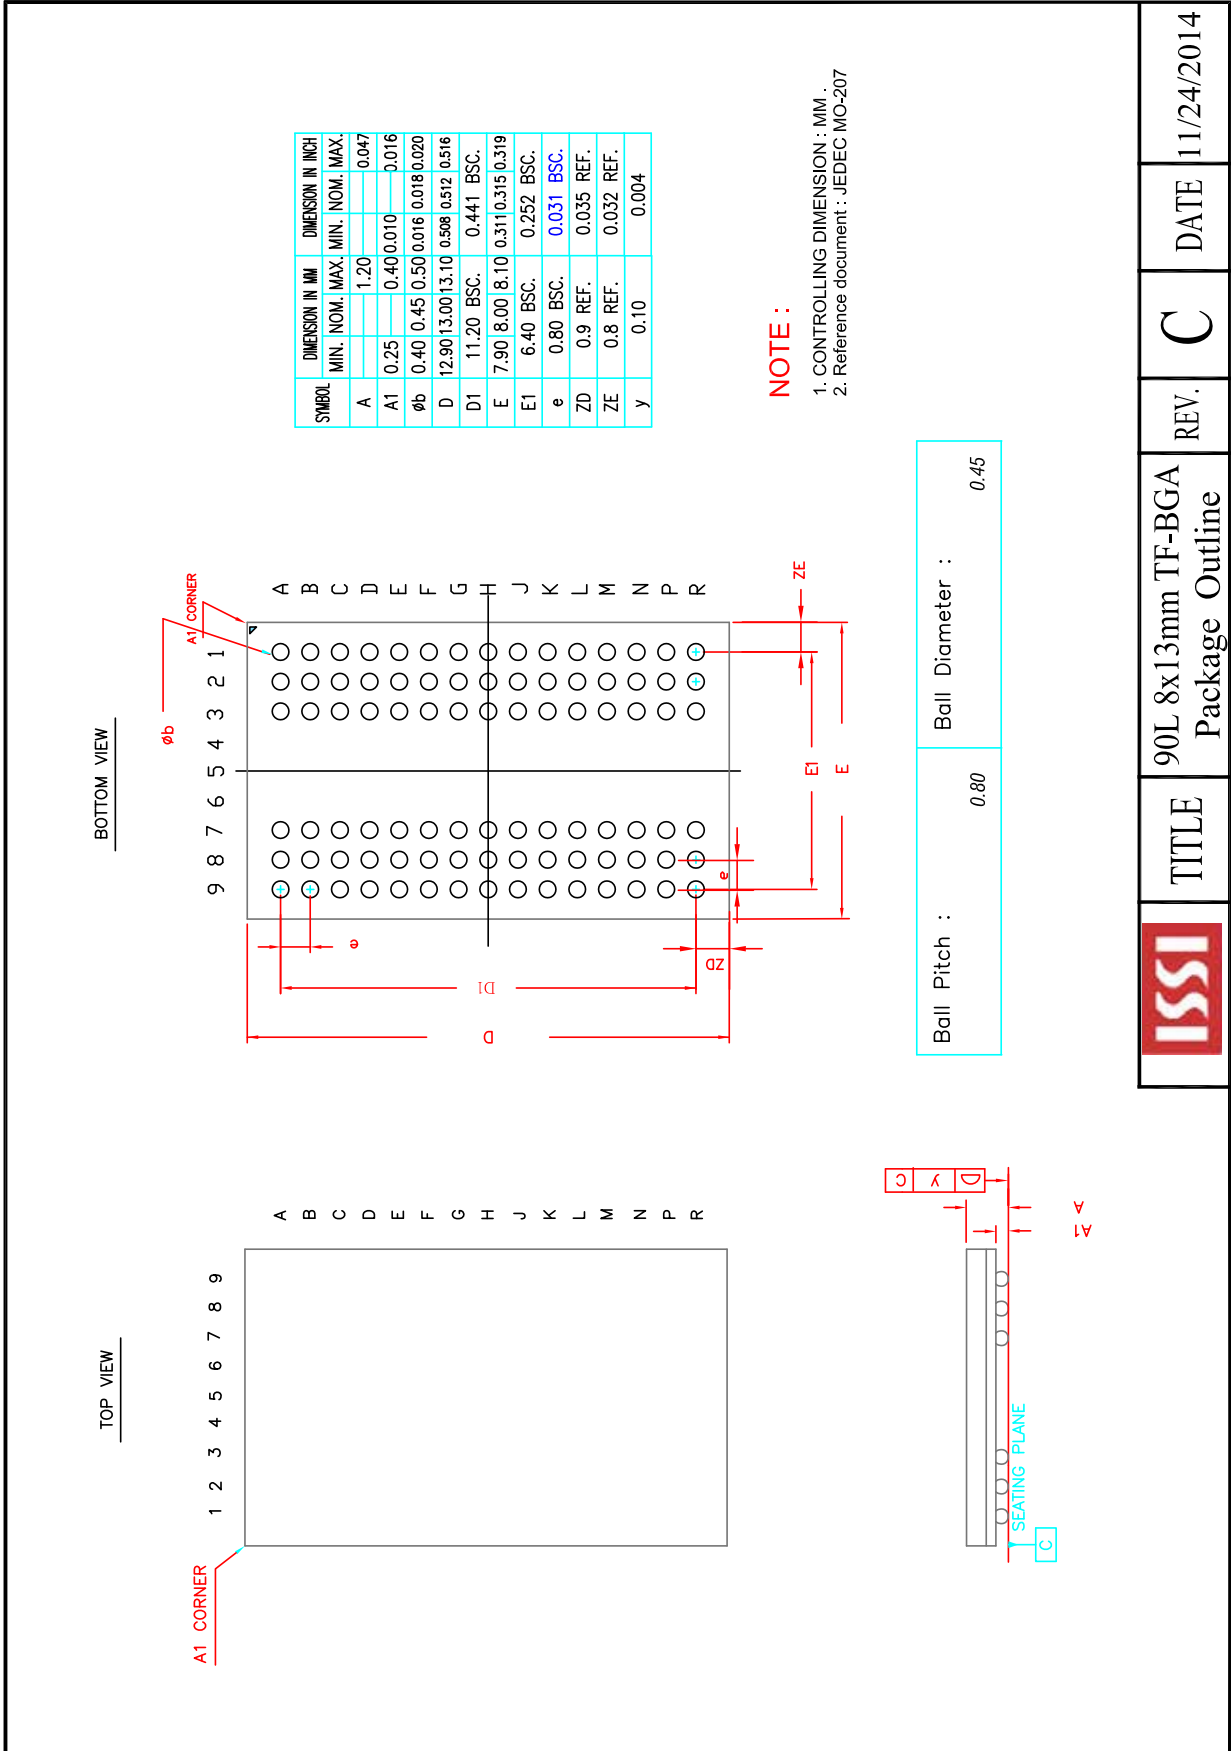 TOP VIEW
A1 CORNER
1 2 3 4 5 6 7 8 9
A
B
C
D
E
F
G
H
J
K
L
M
N
P
R
BOTTOM VIEW
9 8 7 6 5 4 3 2 1
øb
A1 CORNER
A
B
C
D
E
F
G
H
J
K
L
M
N
P
R
D
D1
e
ZD
e
E1
E
ZE
SYMBOL DIMENSION IN MM DIMENSION IN INCH
MIN. NOM. MAX. MIN. NOM. MAX.
A 1.20 0.047
A1 0.25 0.40 0.010 0.016
øb 0.40 0.45 0.50 0.016 0.018 0.020
D 12.90 13.00 13.10 0.508 0.512 0.516
D1 11.20 BSC. 0.441 BSC.
E 7.90 8.00 8.10 0.311 0.315 0.319
E1 6.40 BSC. 0.252 BSC.
e 0.80 BSC. 0.031 BSC.
ZD 0.9 REF. 0.035 REF.
ZE 0.8 REF. 0.032 REF.
y 0.10 0.004
NOTE :
1. CONTROLLING DIMENSION : MM .
2. Reference document : JEDEC MO-207
SEATING PLANE
C
C y
A
A1
Ball Pitch : 0.80
Ball Diameter : 0.45
ISSI
TITLE
90L 8x13mm TF-BGA
Package Outline
REV.
C
DATE
11/24/2014